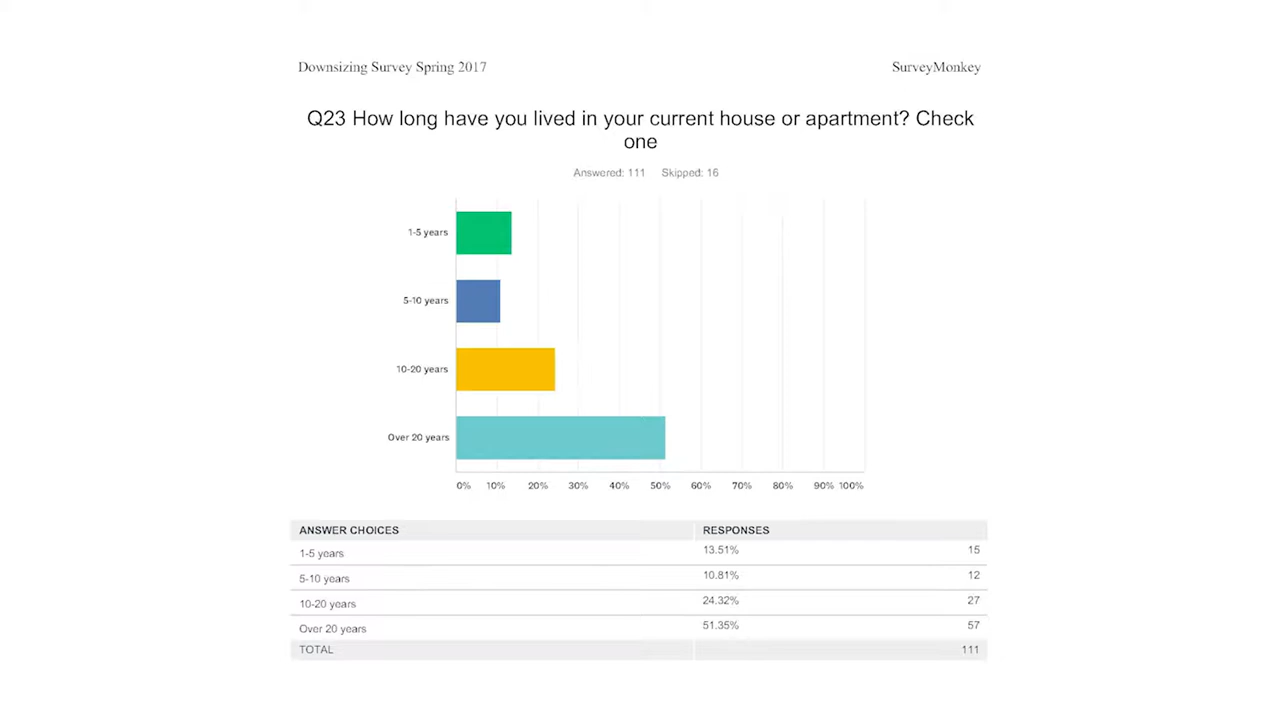 Downsizing Survey Spring 2017 SurveyMonkey
Q23 How long have you lived in your current house or apartment? Check
one
Answered: 111 Skipped: 16
1-5 years
5-10 years
10-20 years
Over 20 years
0% 10% 20% 30% 40% 50% 60% 70% 80% 90% 100%
ANSWER CHOICES RESPONSES
1-5 years 13.51% 15
5-10 years 10.81% 12
10-20 years 24.32% 27
Over 20 years 51.35% 57
TOTAL 111